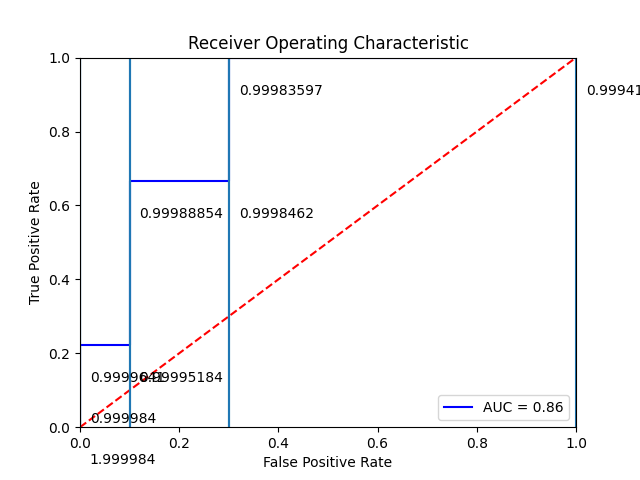 Receiver Operating Characteristic
True Positive Rate
1.0
0.8
0.6
0.4
0.2
0.0
0.99983597
0.99941
0.99988854
0.9998462
0.99995184
0.999984
1.999984
AUC = 0.86
0.0 0.2 0.4 0.6 0.8 1.0
False Positive Rate